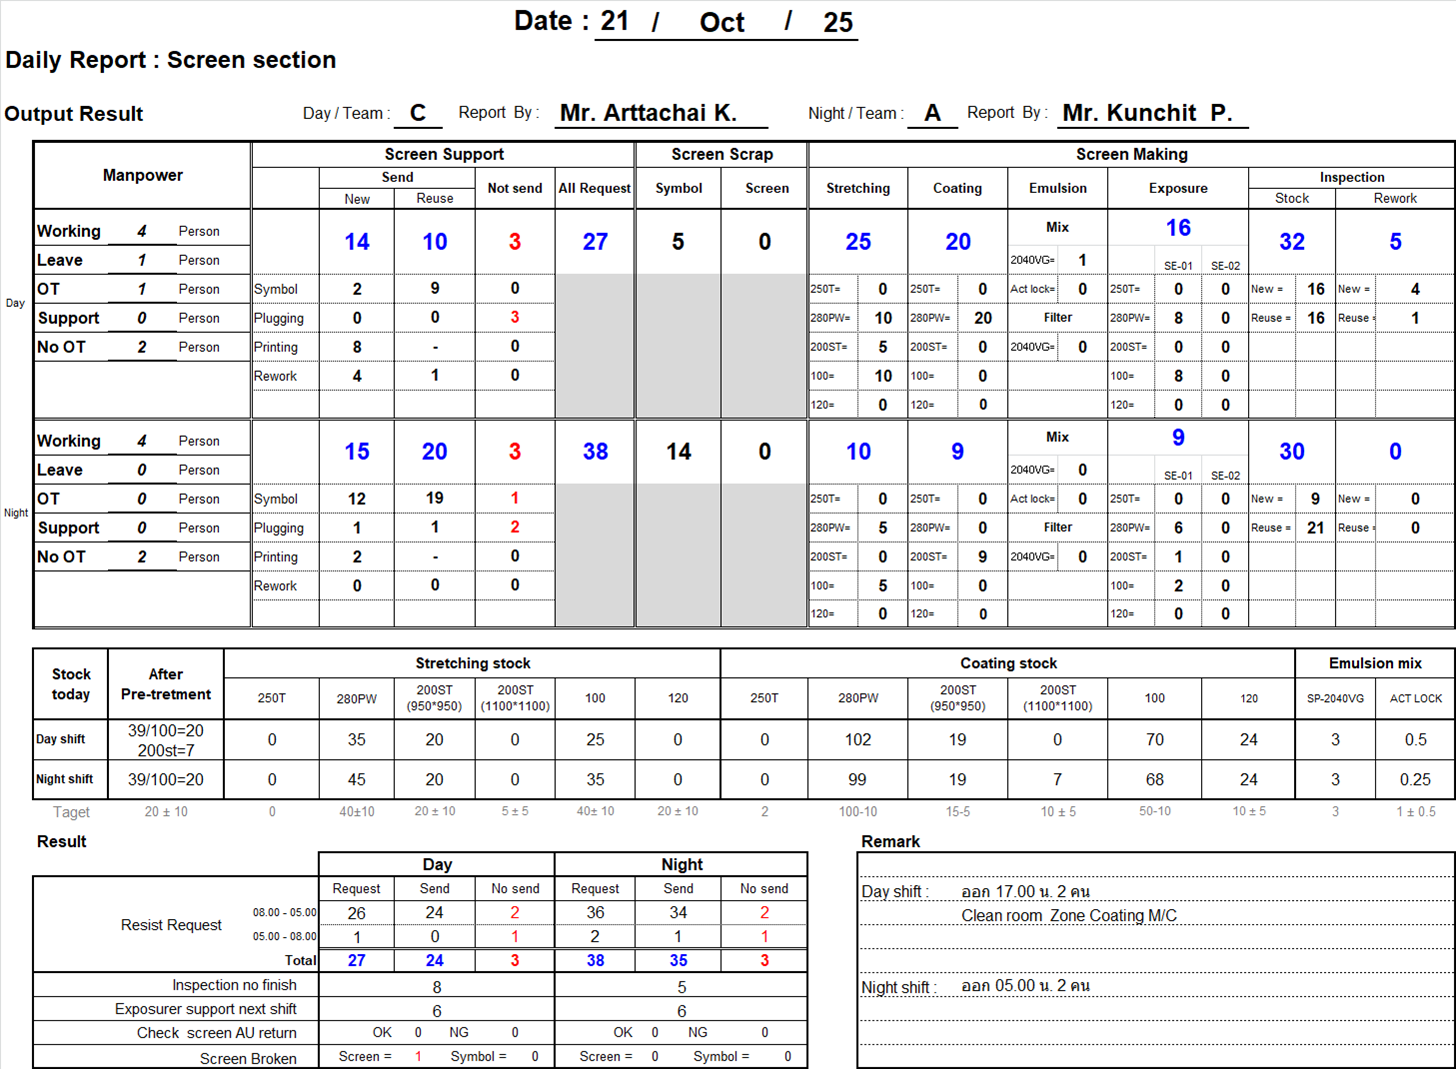 Date : 21 / Oct / 25
Daily Report : Screen section
Output Result Day / Team : C Report By : Mr. Arttachai K. Night / Team : A Report By : Mr. Kunchit P.
Manpower Screen Support Screen Scrap Screen Making
Send Not send All Request Symbol Screen Stretching Coating Emulsion Exposure Inspection
New Reuse Stock Rework
Day
Working 4 Person 14 10 3 27 5 0 25 20 Mix 16 32 5
Leave 1 Person 2040VG= 1 SE-01 SE-02
OT 1 Person Symbol 2 9 0 250T= 0 250T= 0 Act lock= 0 250T= 0 0 New = 16 New = 4
Support 0 Person Plugging 0 0 3 280PW= 10 280PW= 20 Filter 280PW= 8 0 Reuse = 16 Reuse = 1
No OT 2 Person Printing 8 - 0 200ST= 5 200ST= 0 2040VG= 0 200ST= 0 0
Rework 4 1 0 100= 10 100= 0 100= 8 0
120= 0 120= 0 120= 0 0
Night
Working 4 Person 15 20 3 38 14 0 10 9 Mix 9 30 0
Leave 0 Person 2040VG= 0 SE-01 SE-02
OT 0 Person Symbol 12 19 1 250T= 0 250T= 0 Act lock= 0 250T= 0 0 New = 9 New = 0
Support 0 Person Plugging 1 1 2 280PW= 5 280PW= 0 Filter 280PW= 6 0 Reuse = 21 Reuse = 0
No OT 2 Person Printing 2 - 0 200ST= 0 200ST= 9 2040VG= 0 200ST= 1 0
Rework 0 0 0 100= 5 100= 0 100= 2 0
120= 0 120= 0 120= 0 0
Stock today After Pre-tretment Stretching stock Coating stock Emulsion mix
250T 280PW 200ST (950*950) 200ST (1100*1100) 100 120 250T 280PW 200ST (950*950) 200ST (1100*1100) 100 120 SP-2040VG ACT LOCK
Day shift 39/100=20 200st=7 0 35 20 0 25 0 0 102 19 0 70 24 3 0.5
Night shift 39/100=20 0 45 20 0 35 0 0 99 19 7 68 24 3 0.25
Taget 20 ± 10 0 40±10 20 ± 10 5 ± 5 40± 10 20 ± 10 2 100-10 15-5 10 ± 5 50-10 10 ± 5 3 1 ± 0.5
Result
Day Night
Request Send No send Request Send No send
Resist Request
08.00 - 05.00 26 24 2 36 34 2
05.00 - 08.00 1 0 1 2 1 1
Total 27 24 3 38 35 3
Inspection no finish 8 5
Exposurer support next shift 6 6
Check screen AU return OK 0 NG 0 OK 0 NG 0
Screen Broken Screen = 1 Symbol = 0 Screen = 0 Symbol = 0
Remark
Day shift : ออก 17.00 น. 2 คน
Clean room Zone Coating M/C
Night shift : ออก 05.00 น. 2 คน